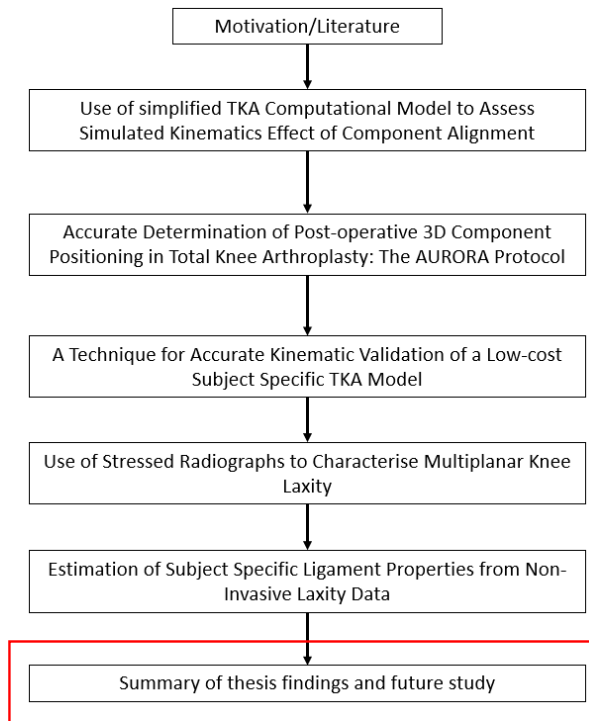 Motivation/Literature
Use of simplified TKA Computational Model to Assess
Simulated Kinematics Effect of Component Alignment
Accurate Determination of Post-operative 3D Component
Positioning in Total Knee Arthroplasty: The AURORA Protocol
A Technique for Accurate Kinematic Validation of a Low-cost
Subject Specific TKA Model
Use of Stressed Radiographs to Characterise Multiplanar Knee
Laxity
Estimation of Subject Specific Ligament Properties from Non-
Invasive Laxity Data
Summary of thesis findings and future study